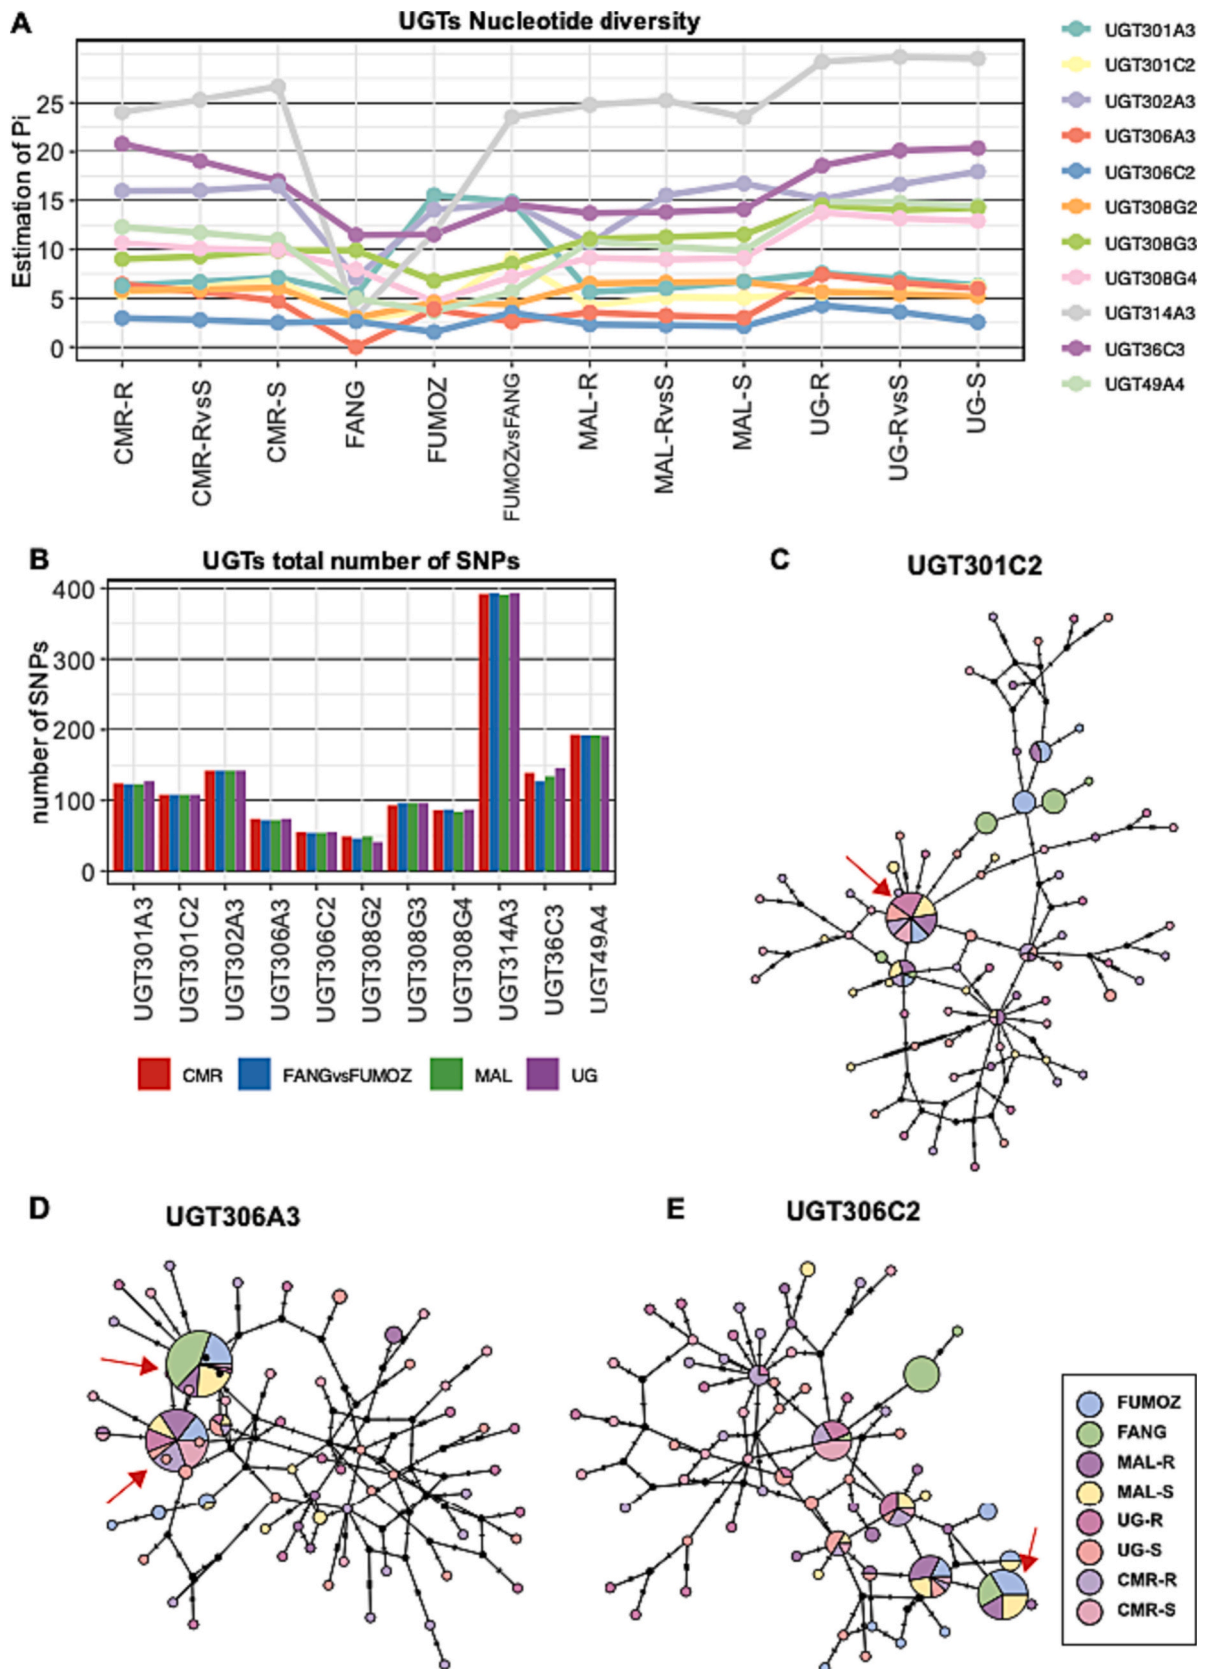 A
UGTs Nucleotide diversity
Estimation of Pi
25
20
15
10
5
0
CMR-R
CMR-RvsS
CMR-S
FANG
FUMOZ
FUMOZvsFANG
MAL-R
MAL-RvsS
MAL-S
UG-R
UG-RvsS
UG-S
UGT301A3
UGT301C2
UGT302A3
UGT306A3
UGT306C2
UGT308G2
UGT308G3
UGT308G4
UGT314A3
UGT36C3
UGT49A4
B
UGTs total number of SNPs
number of SNPs
400
300
200
100
0
UGT301A3
UGT301C2
UGT302A3
UGT306A3
UGT306C2
UGT308G2
UGT308G3
UGT308G4
UGT314A3
UGT36C3
UGT49A4
CMR
FANGvsFUMOZ
MAL
UG
C
UGT301C2
D
UGT306A3
E
UGT306C2
FUMOZ
FANG
MAL-R
MAL-S
UG-R
UG-S
CMR-R
CMR-S